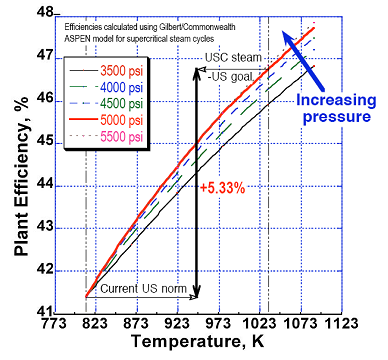 Efficiencies calculated using Gilbert/Commonwealth
ASPEN model for supercritical steam cycles
3500 psi
4000 psi
4500 psi
5000 psi
5500 psi
USC steam
-US goal
Increasing
pressure
+5.33%
Current US norm
Plant Efficiency, %
48
47
46
45
44
43
42
41
773 823 873 923 973 1023 1073 1123
Temperature, K